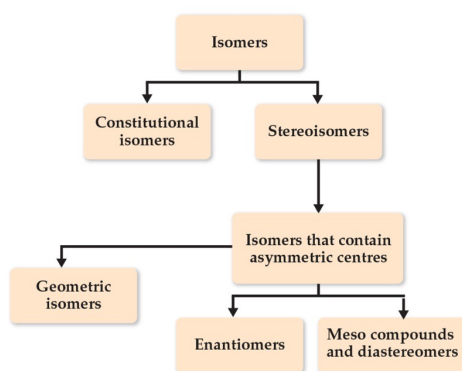 Isomers
Constitutional
isomers
Stereoisomers
Isomers that contain
asymmetric centres
Geometric
isomers
Enantiomers
Meso compounds
and diastereomers